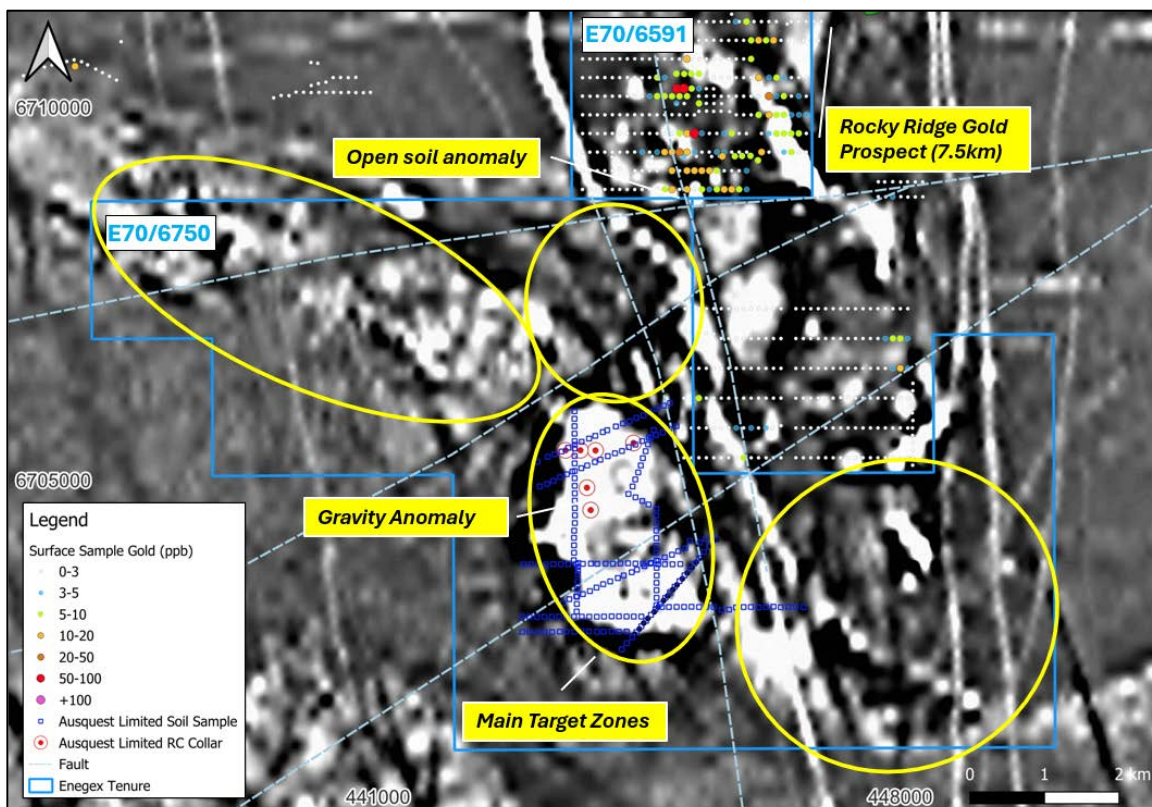 E70/6591
6710000
Open soil anomaly
Rocky Ridge Gold
Prospect (7.5km)
E70/6750
6705000
Gravity Anomaly
Main Target Zones
Legend
Surface Sample Gold (ppb)
0-3
3-5
5-10
10-20
20-50
50-100
+100
Ausquest Limited Soil Sample
Ausquest Limited RC Collar
Fault
Enegex Tenure
441000
448000
0 1 2 km